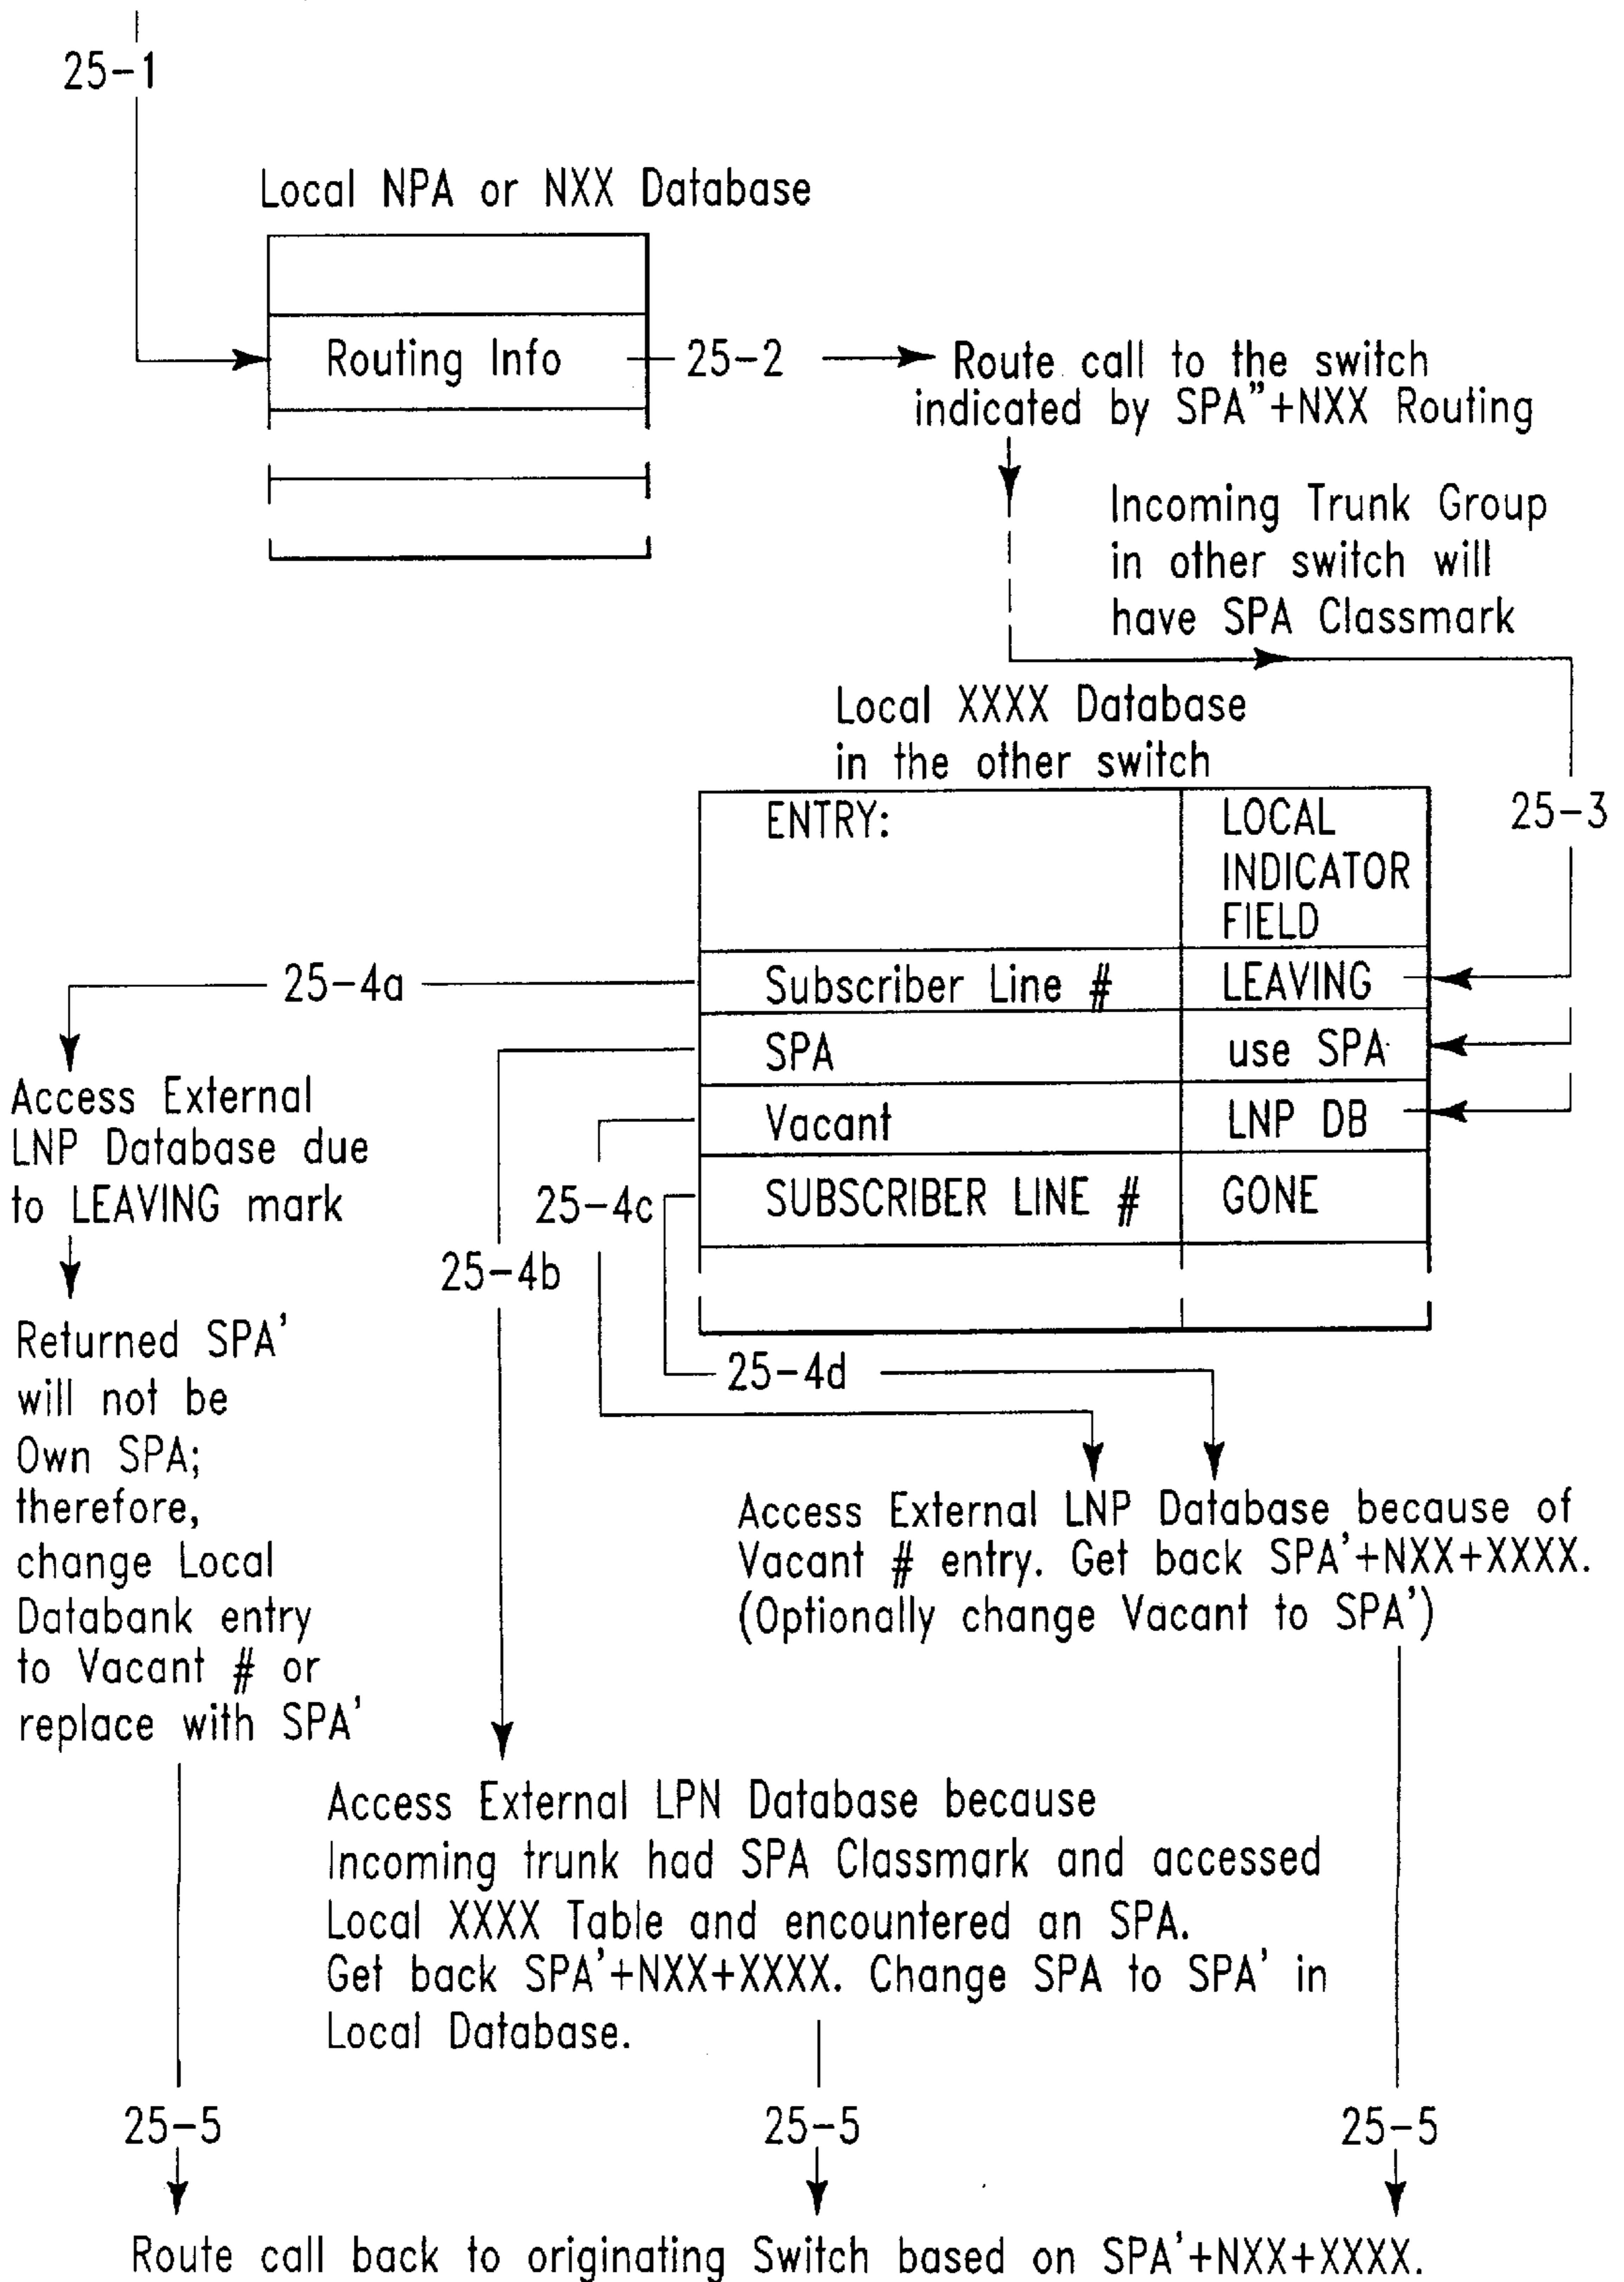 25-1
Local NPA or NXX Database
Routing Info
25-2
Route call to the switch
indicated by SPA"+NXX Routing
Incoming Trunk Group
in other switch will
have SPA Classmark
25-3
Local XXXX Database
in the other switch
ENTRY:
LOCAL
INDICATOR
FIELD
Subscriber Line #
LEAVING
SPA
use SPA
Vacant
LNP DB
SUBSCRIBER LINE #
GONE
25-4a
25-4b
25-4c
25-4d
Access External
LNP Database due
to LEAVING mark
Returned SPA'
will not be
Own SPA;
therefore,
change Local
Databank entry
to Vacant # or
replace with SPA'
Access External LNP Database because of
Vacant # entry. Get back SPA'+NXX+XXXX.
(Optionally change Vacant to SPA')
Access External LPN Database because
Incoming trunk had SPA Classmark and accessed
Local XXXX Table and encountered an SPA.
Get back SPA'+NXX+XXXX. Change SPA to SPA' in
Local Database.
25-5
25-5
25-5
Route call back to originating Switch based on SPA'+NXX+XXXX.